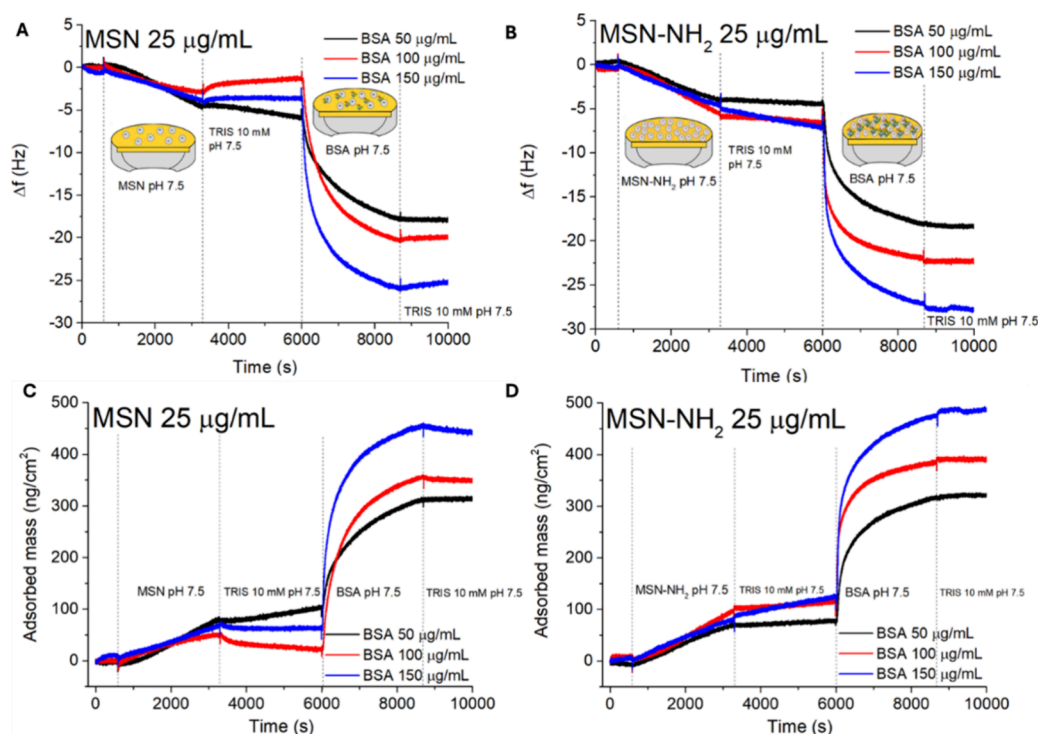 A
MSN 25 μg/mL
BSA 50 μg/mL
BSA 100 μg/mL
BSA 150 μg/mL
5
0
-5
-10
-15
-20
-25
-30
Δf (Hz)
MSN pH 7.5
TRIS 10 mM
pH 7.5
BSA pH 7.5
TRIS 10 mM pH 7.5
0 2000 4000 6000 8000 10000
Time (s)
B
MSN-NH2 25 μg/mL
BSA 50 μg/mL
BSA 100 μg/mL
BSA 150 μg/mL
5
0
-5
-10
-15
-20
-25
-30
Δf (Hz)
MSN-NH2 pH 7.5
TRIS 10 mM
pH 7.5
BSA pH 7.5
TRIS 10 mM pH 7.5
0 2000 4000 6000 8000 10000
Time (s)
C
MSN 25 μg/mL
500
400
300
200
100
0
Adsorbed mass (ng/cm2)
MSN pH 7.5
TRIS 10 mM pH 7.5
BSA pH 7.5
TRIS 10 mM pH 7.5
BSA 50 μg/mL
BSA 100 μg/mL
BSA 150 μg/mL
0 2000 4000 6000 8000 10000
Time (s)
D
MSN-NH2 25 μg/mL
500
400
300
200
100
0
Adsorbed mass (ng/cm2)
MSN-NH2 pH 7.5
TRIS 10 mM pH 7.5
BSA pH 7.5
TRIS 10 mM pH 7.5
BSA 50 μg/mL
BSA 100 μg/mL
BSA 150 μg/mL
0 2000 4000 6000 8000 10000
Time (s)